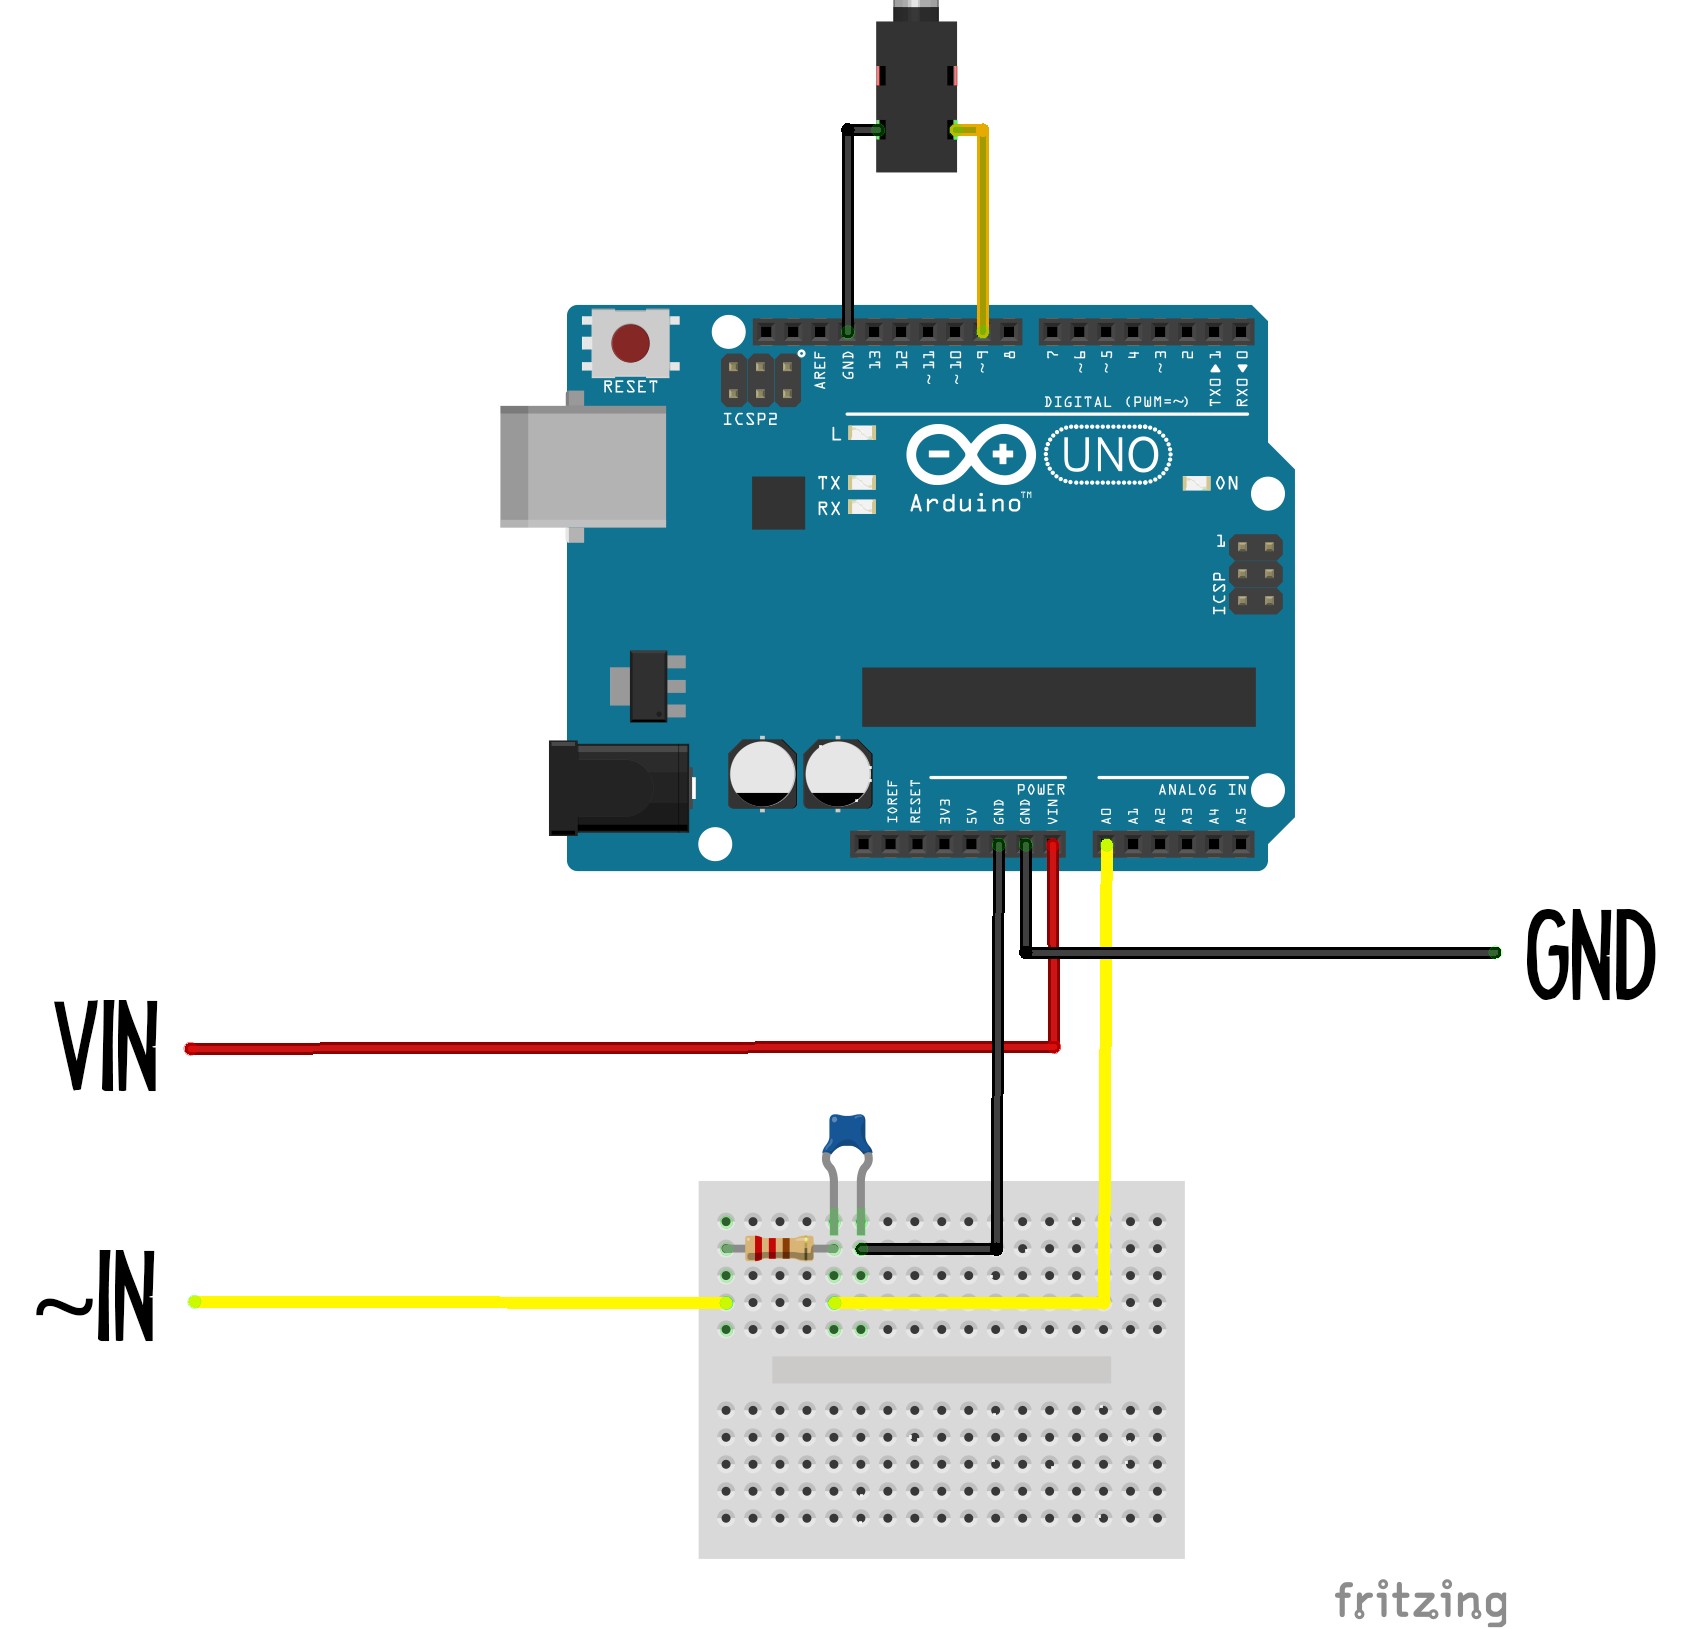 RESET
ICSP2
AREF
GND
13
12
~11
~10
~9
8
7
~6
~5
4
~3
2
TX0 ▶ 1
RX0 ◀ 0
DIGITAL (PWM=~)
L
TX
RX
UNO
Arduino™
ON
1
ICSP
POWER
ANALOG IN
IOREF
RESET
3V3
5V
GND
GND
VIN
A0
A1
A2
A3
A4
A5
GND
VIN
~IN
fritzing